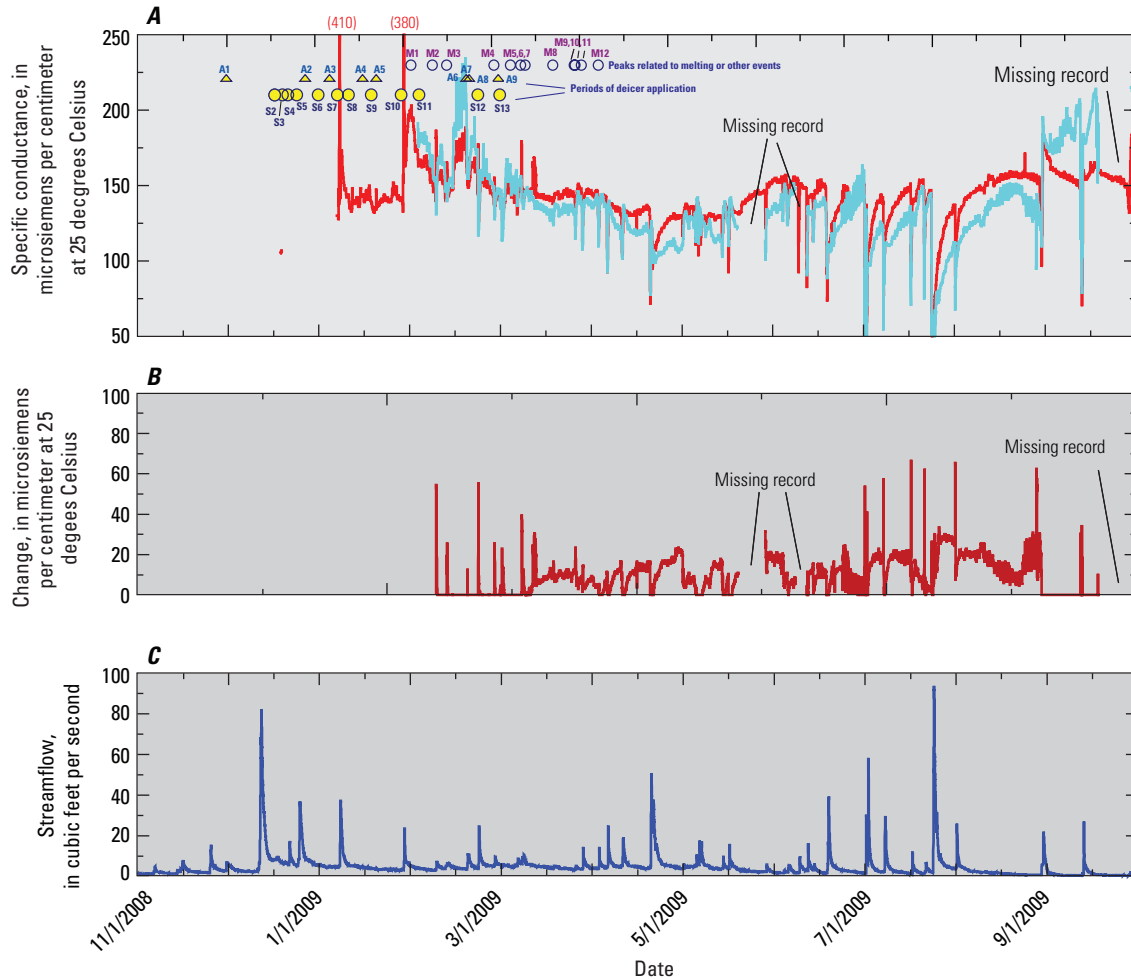 A
(410)
(380)
Specific conductance, in
microsiemens per centimeter
at 25 decrees Celsius
250
200
150
100
50
M9,10, 11
M1
M2
M3
M4
M5,6,7
M8
M12
Peaks related to melting or other events
A1
A2
A3
A4
A5
A6
A7
A8
A9
Periods of deicer application
S2
S3
S4
S5
S6
S7
S8
S9
S10
S11
S12
S13
Missing record
Missing record
B
Change, in microsiemens
per centimeter at 25
degees Celsius
100
80
60
40
20
0
Missing record
Missing record
C
Streamflow,
in cubic feet per second
100
80
60
40
20
0
11/1/2008
1/1/2009
3/1/2009
5/1/2009
7/1/2009
9/1/2009
Date